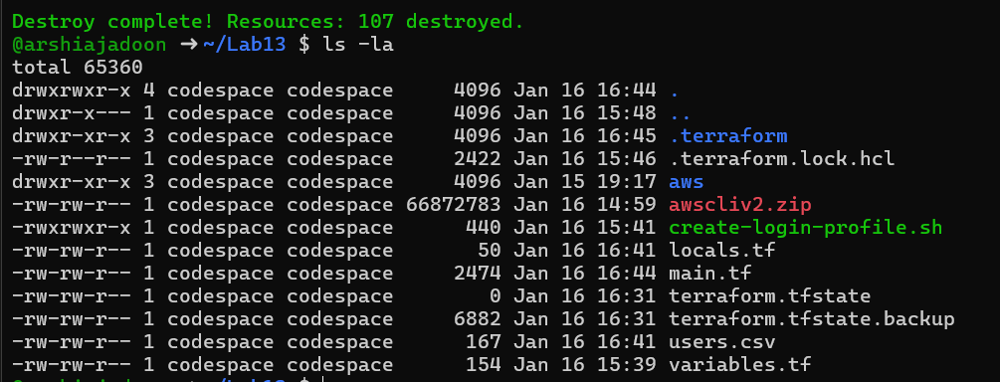 Destroy complete! Resources: 107 destroyed.
@arshiajadoon ➜ ~/Lab13 $ ls -la
total 65360
drwxrwxr-x 4 codespace codespace     4096 Jan 16 16:44 .
drwxr-x--- 1 codespace codespace     4096 Jan 16 15:48 ..
drwxr-xr-x 3 codespace codespace     4096 Jan 16 16:45 .terraform
-rw-r--r-- 1 codespace codespace     2422 Jan 16 15:46 .terraform.lock.hcl
drwxr-xr-x 3 codespace codespace     4096 Jan 15 19:17 aws
-rw-rw-r-- 1 codespace codespace 66872783 Jan 16 14:59 awscliv2.zip
-rwxrwxr-x 1 codespace codespace      440 Jan 16 15:41 create-login-profile.sh
-rw-rw-r-- 1 codespace codespace       50 Jan 16 16:41 locals.tf
-rw-rw-r-- 1 codespace codespace     2474 Jan 16 16:44 main.tf
-rw-rw-r-- 1 codespace codespace        0 Jan 16 16:31 terraform.tfstate
-rw-rw-r-- 1 codespace codespace     6882 Jan 16 16:31 terraform.tfstate.backup
-rw-rw-r-- 1 codespace codespace      167 Jan 16 16:41 users.csv
-rw-rw-r-- 1 codespace codespace      154 Jan 16 15:39 variables.tf